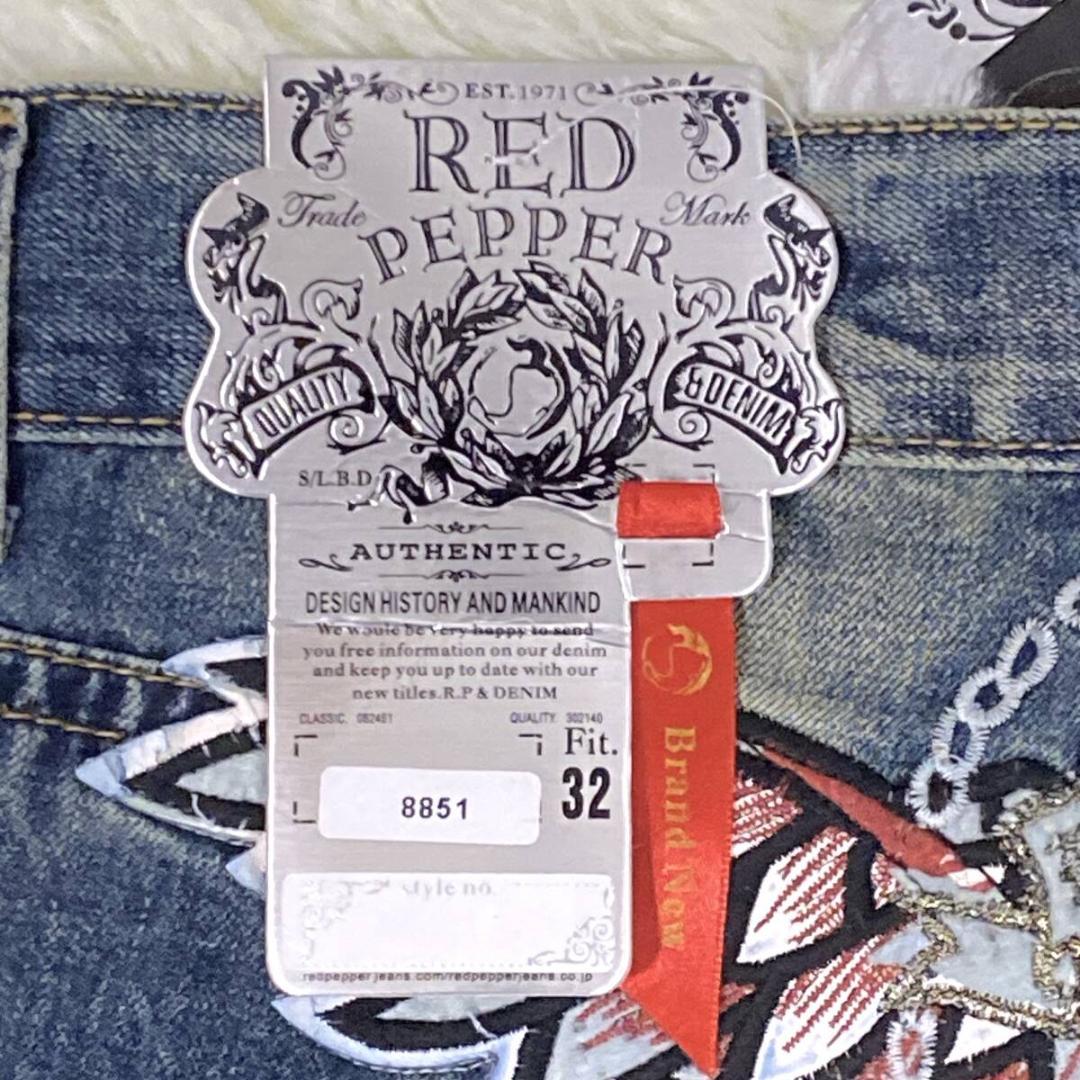 EST.1971
RED
Trade Mark
PEPPER
QUALITY & DENIM
S/L.B.D
AUTHENTIC
DESIGN HISTORY AND MANKIND
We would be very happy to send
you free information on our denim
and keep you up to date with our
new titles.R.P & DENIM
CLASSIC. 082461 QUALITY. 302140
Fit.
32
8851
style no.
redpepperjeans.com/redpepperjeans.co.jp
Brand New